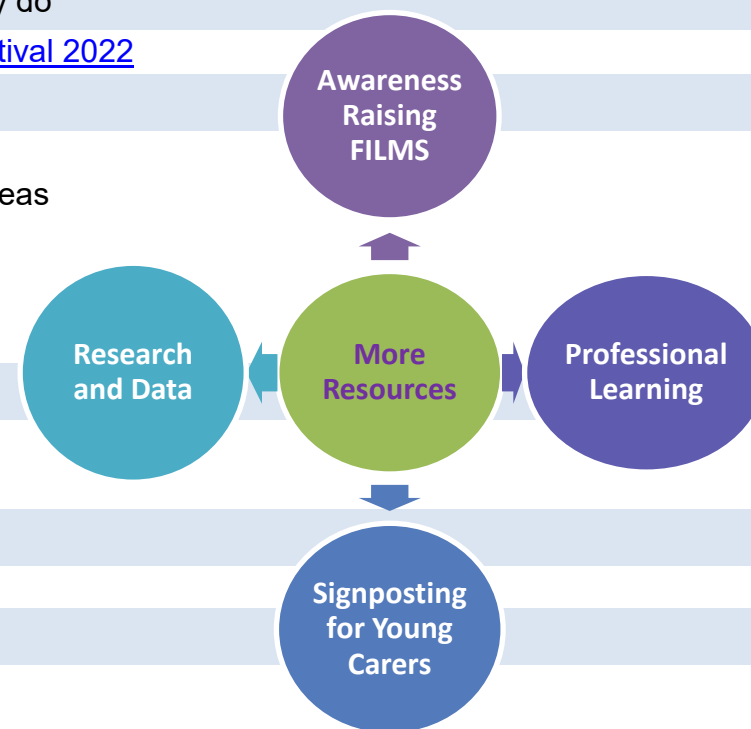 y do
tival 2022
Awareness
Raising
FILMS
eas
Research
and Data
More
Resources
Professional
Learning
Signposting
for Young
Carers